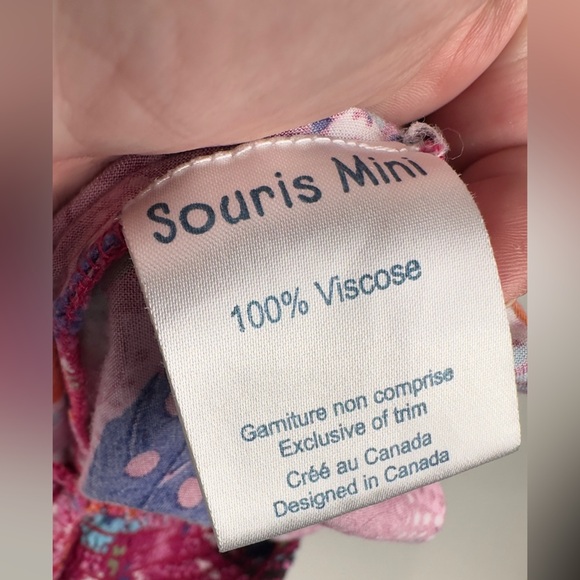 Souris Mini
100% Viscose
Garniture non comprise
Exclusive of trim
Créé au Canada
Designed in Canada